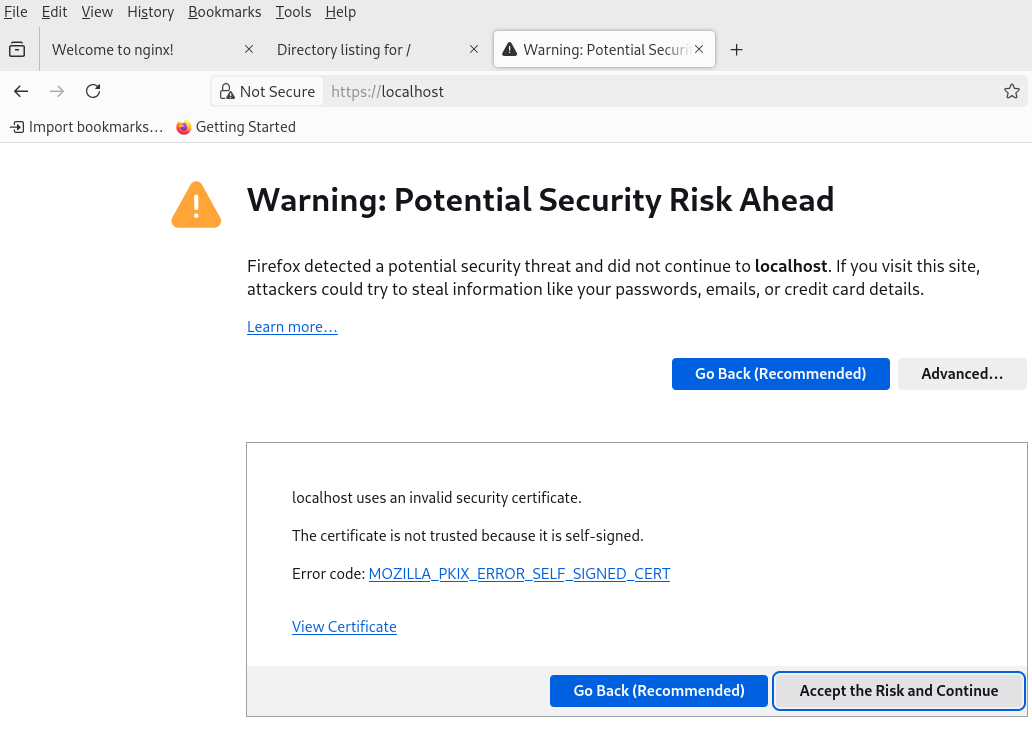 File Edit View History Bookmarks Tools Help
Welcome to nginx! Directory listing for / Warning: Potential Securi
Not Secure https://localhost
Import bookmarks… Getting Started
Warning: Potential Security Risk Ahead
Firefox detected a potential security threat and did not continue to localhost. If you visit this site,
attackers could try to steal information like your passwords, emails, or credit card details.
Learn more…
Go Back (Recommended) Advanced…
localhost uses an invalid security certificate.
The certificate is not trusted because it is self-signed.
Error code: MOZILLA_PKIX_ERROR_SELF_SIGNED_CERT
View Certificate
Go Back (Recommended) Accept the Risk and Continue